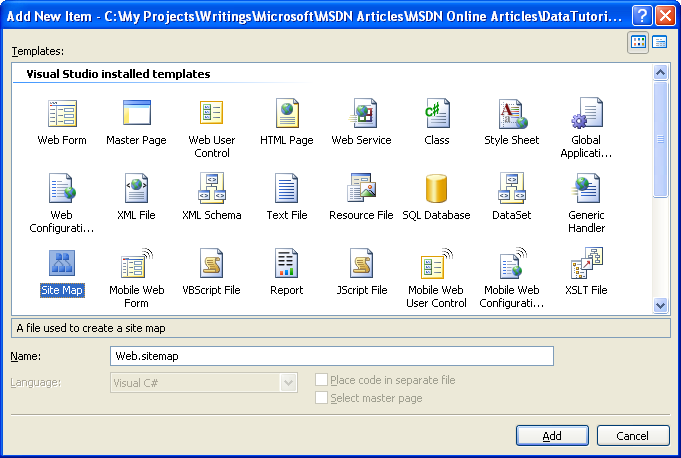 Add New Item - C:\My Projects\Writings\Microsoft\MSDN Articles\MSDN Online Articles\DataTutori...
Templates:
Visual Studio installed templates
Web Form
Master Page
Web User
Control
HTML Page
Web Service
Class
Style Sheet
Global
Applicatio...
Web
Configurati...
XML File
XML Schema
Text File
Resource File
SQL Database
DataSet
Generic
Handler
Site Map
Mobile Web
Form
VBScript File
Report
JScript File
Mobile Web
User Control
Mobile Web
Configurati...
XSLT File
A file used to create a site map
Name:
Web.sitemap
Language:
Visual C#
Place code in separate file
Select master page
Add
Cancel